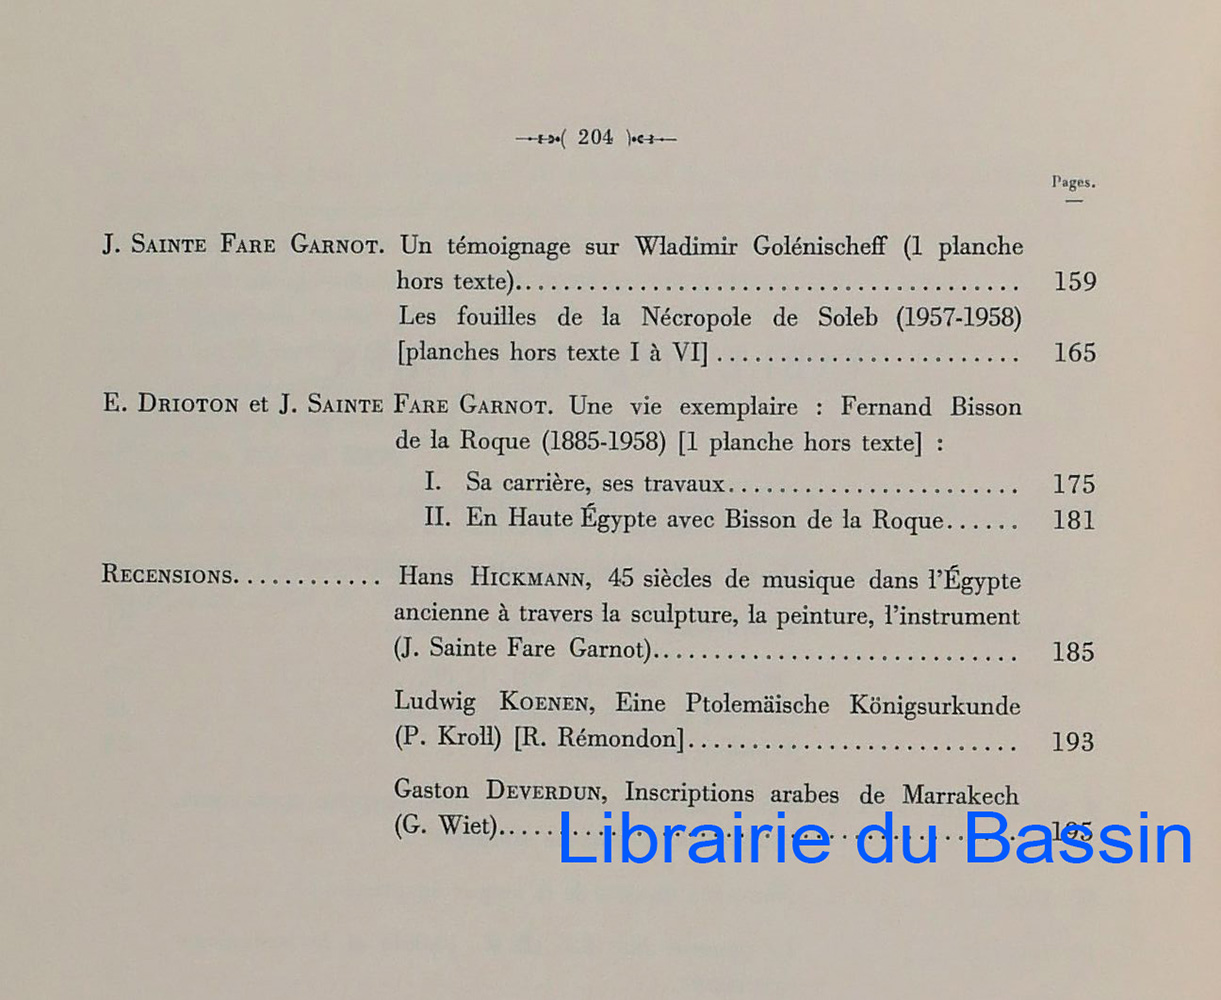 ( 204 )
Pages.
J. SAINTE FARE GARNOT. Un témoignage sur Wladimir Golénischeff (1 planche
hors texte)........................................ 159
Les fouilles de la Nécropole de Soleb (1957-1958)
[planches hors texte I à VI] ........................ 165
E. DRIOTON et J. SAINTE FARE GARNOT. Une vie exemplaire : Fernand Bisson
de la Roque (1885-1958) [1 planche hors texte] :
I. Sa carrière, ses travaux....................... 175
II. En Haute Égypte avec Bisson de la Roque...... 181
RECENSIONS............ Hans HICKMANN, 45 siècles de musique dans l'Égypte
ancienne à travers la sculpture, la peinture, l'instrument
(J. Sainte Fare Garnot)............................. 185
Ludwig KOENEN, Eine Ptolemäische Königsurkunde
(P. Kroll) [R. Rémondon].......................... 193
Gaston DEVERDUN, Inscriptions arabes de Marrakech
(G. Wiet)......................................... 195
Librairie du Bassin